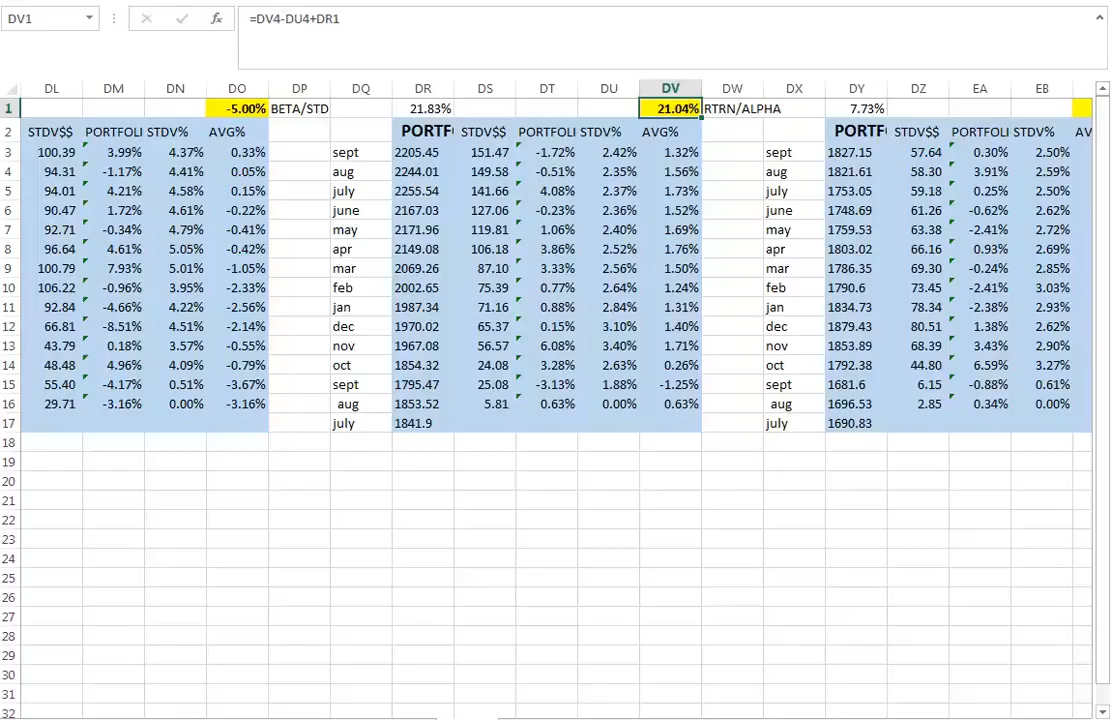 DV1 fx =DV4-DU4+DR1
DL DM DN DO DP DQ DR DS DT DU DV DW DX DY DZ EA EB
1 -5.00% BETA/STD 21.83% 21.04% RTRN/ALPHA 7.73%
2 STDV$$ PORTFOLI STDV% AVG% PORTF STDV$$ PORTFOLI STDV% AVG% PORTF STDV$$ PORTFOLI STDV% AV
3 100.39 3.99% 4.37% 0.33% sept 2205.45 151.47 -1.72% 2.42% 1.32% sept 1827.15 57.64 0.30% 2.50%
4 94.31 -1.17% 4.41% 0.05% aug 2244.01 149.58 -0.51% 2.35% 1.56% aug 1821.61 58.30 3.91% 2.59%
5 94.01 4.21% 4.58% 0.15% july 2255.54 141.66 4.08% 2.37% 1.73% july 1753.05 59.18 0.25% 2.50%
6 90.47 1.72% 4.61% -0.22% june 2167.03 127.06 -0.23% 2.36% 1.52% june 1748.69 61.26 -0.62% 2.62%
7 92.71 -0.34% 4.79% -0.41% may 2171.96 119.81 1.06% 2.40% 1.69% may 1759.53 63.38 -2.41% 2.72%
8 96.64 4.61% 5.05% -0.42% apr 2149.08 106.18 3.86% 2.52% 1.76% apr 1803.02 66.16 0.93% 2.69%
9 100.79 7.93% 5.01% -1.05% mar 2069.26 87.10 3.33% 2.56% 1.50% mar 1786.35 69.30 -0.24% 2.85%
10 106.22 -0.96% 3.95% -2.33% feb 2002.65 75.39 0.77% 2.64% 1.24% feb 1790.6 73.45 -2.41% 3.03%
11 92.84 -4.66% 4.22% -2.56% jan 1987.34 71.16 0.88% 2.84% 1.31% jan 1834.73 78.34 -2.38% 2.93%
12 66.81 -8.51% 4.51% -2.14% dec 1970.02 65.37 0.15% 3.10% 1.40% dec 1879.43 80.51 1.38% 2.62%
13 43.79 0.18% 3.57% -0.55% nov 1967.08 56.57 6.08% 3.40% 1.71% nov 1853.89 68.39 3.43% 2.90%
14 48.48 4.96% 4.09% -0.79% oct 1854.32 24.08 3.28% 2.63% 0.26% oct 1792.38 44.80 6.59% 3.27%
15 55.40 -4.17% 0.51% -3.67% sept 1795.47 25.08 -3.13% 1.88% -1.25% sept 1681.6 6.15 -0.88% 0.61%
16 29.71 -3.16% 0.00% -3.16% aug 1853.52 5.81 0.63% 0.00% 0.63% aug 1696.53 2.85 0.34% 0.00%
17 july 1841.9 july 1690.83
18
19
20
21
22
23
24
25
26
27
28
29
30
31
32